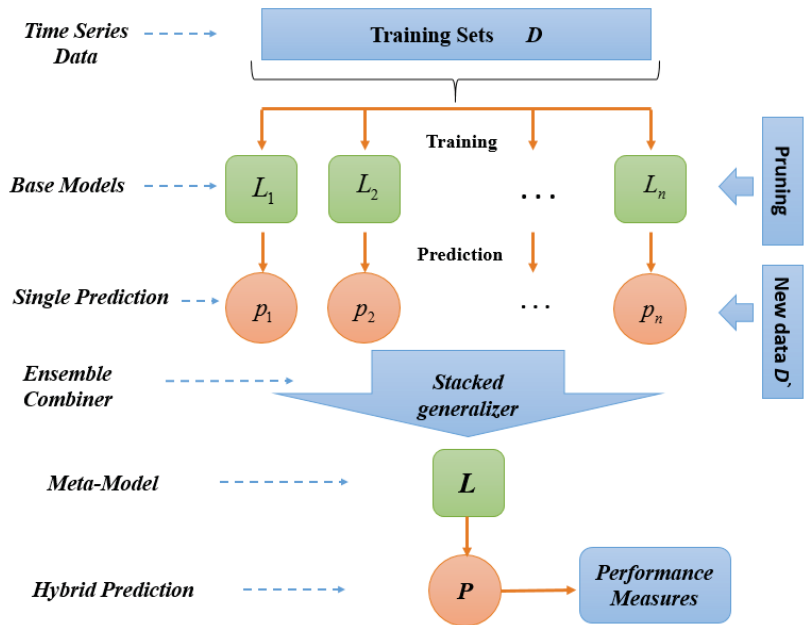 Time Series
Data
Training Sets D
Training
Base Models
L1
L2
...
Ln
Pruning
Prediction
Single Prediction
p1
p2
...
pn
New data D`
Ensemble
Combiner
Stacked
generalizer
Meta-Model
L
Hybrid Prediction
P
Performance
Measures